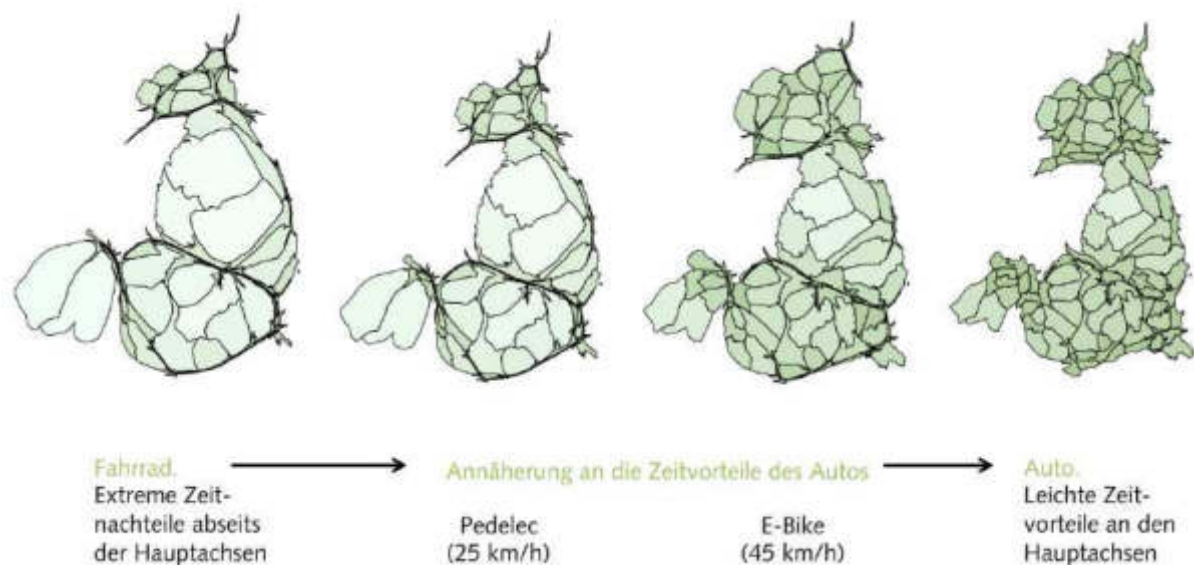 Fahrrad.
Extreme Zeit-
nachteile abseits
der Hauptachsen
Annäherung an die Zeitvorteile des Autos
Pedelec
(25 km/h)
E-Bike
(45 km/h)
Auto.
Leichte Zeit-
vorteile an den
Hauptachsen